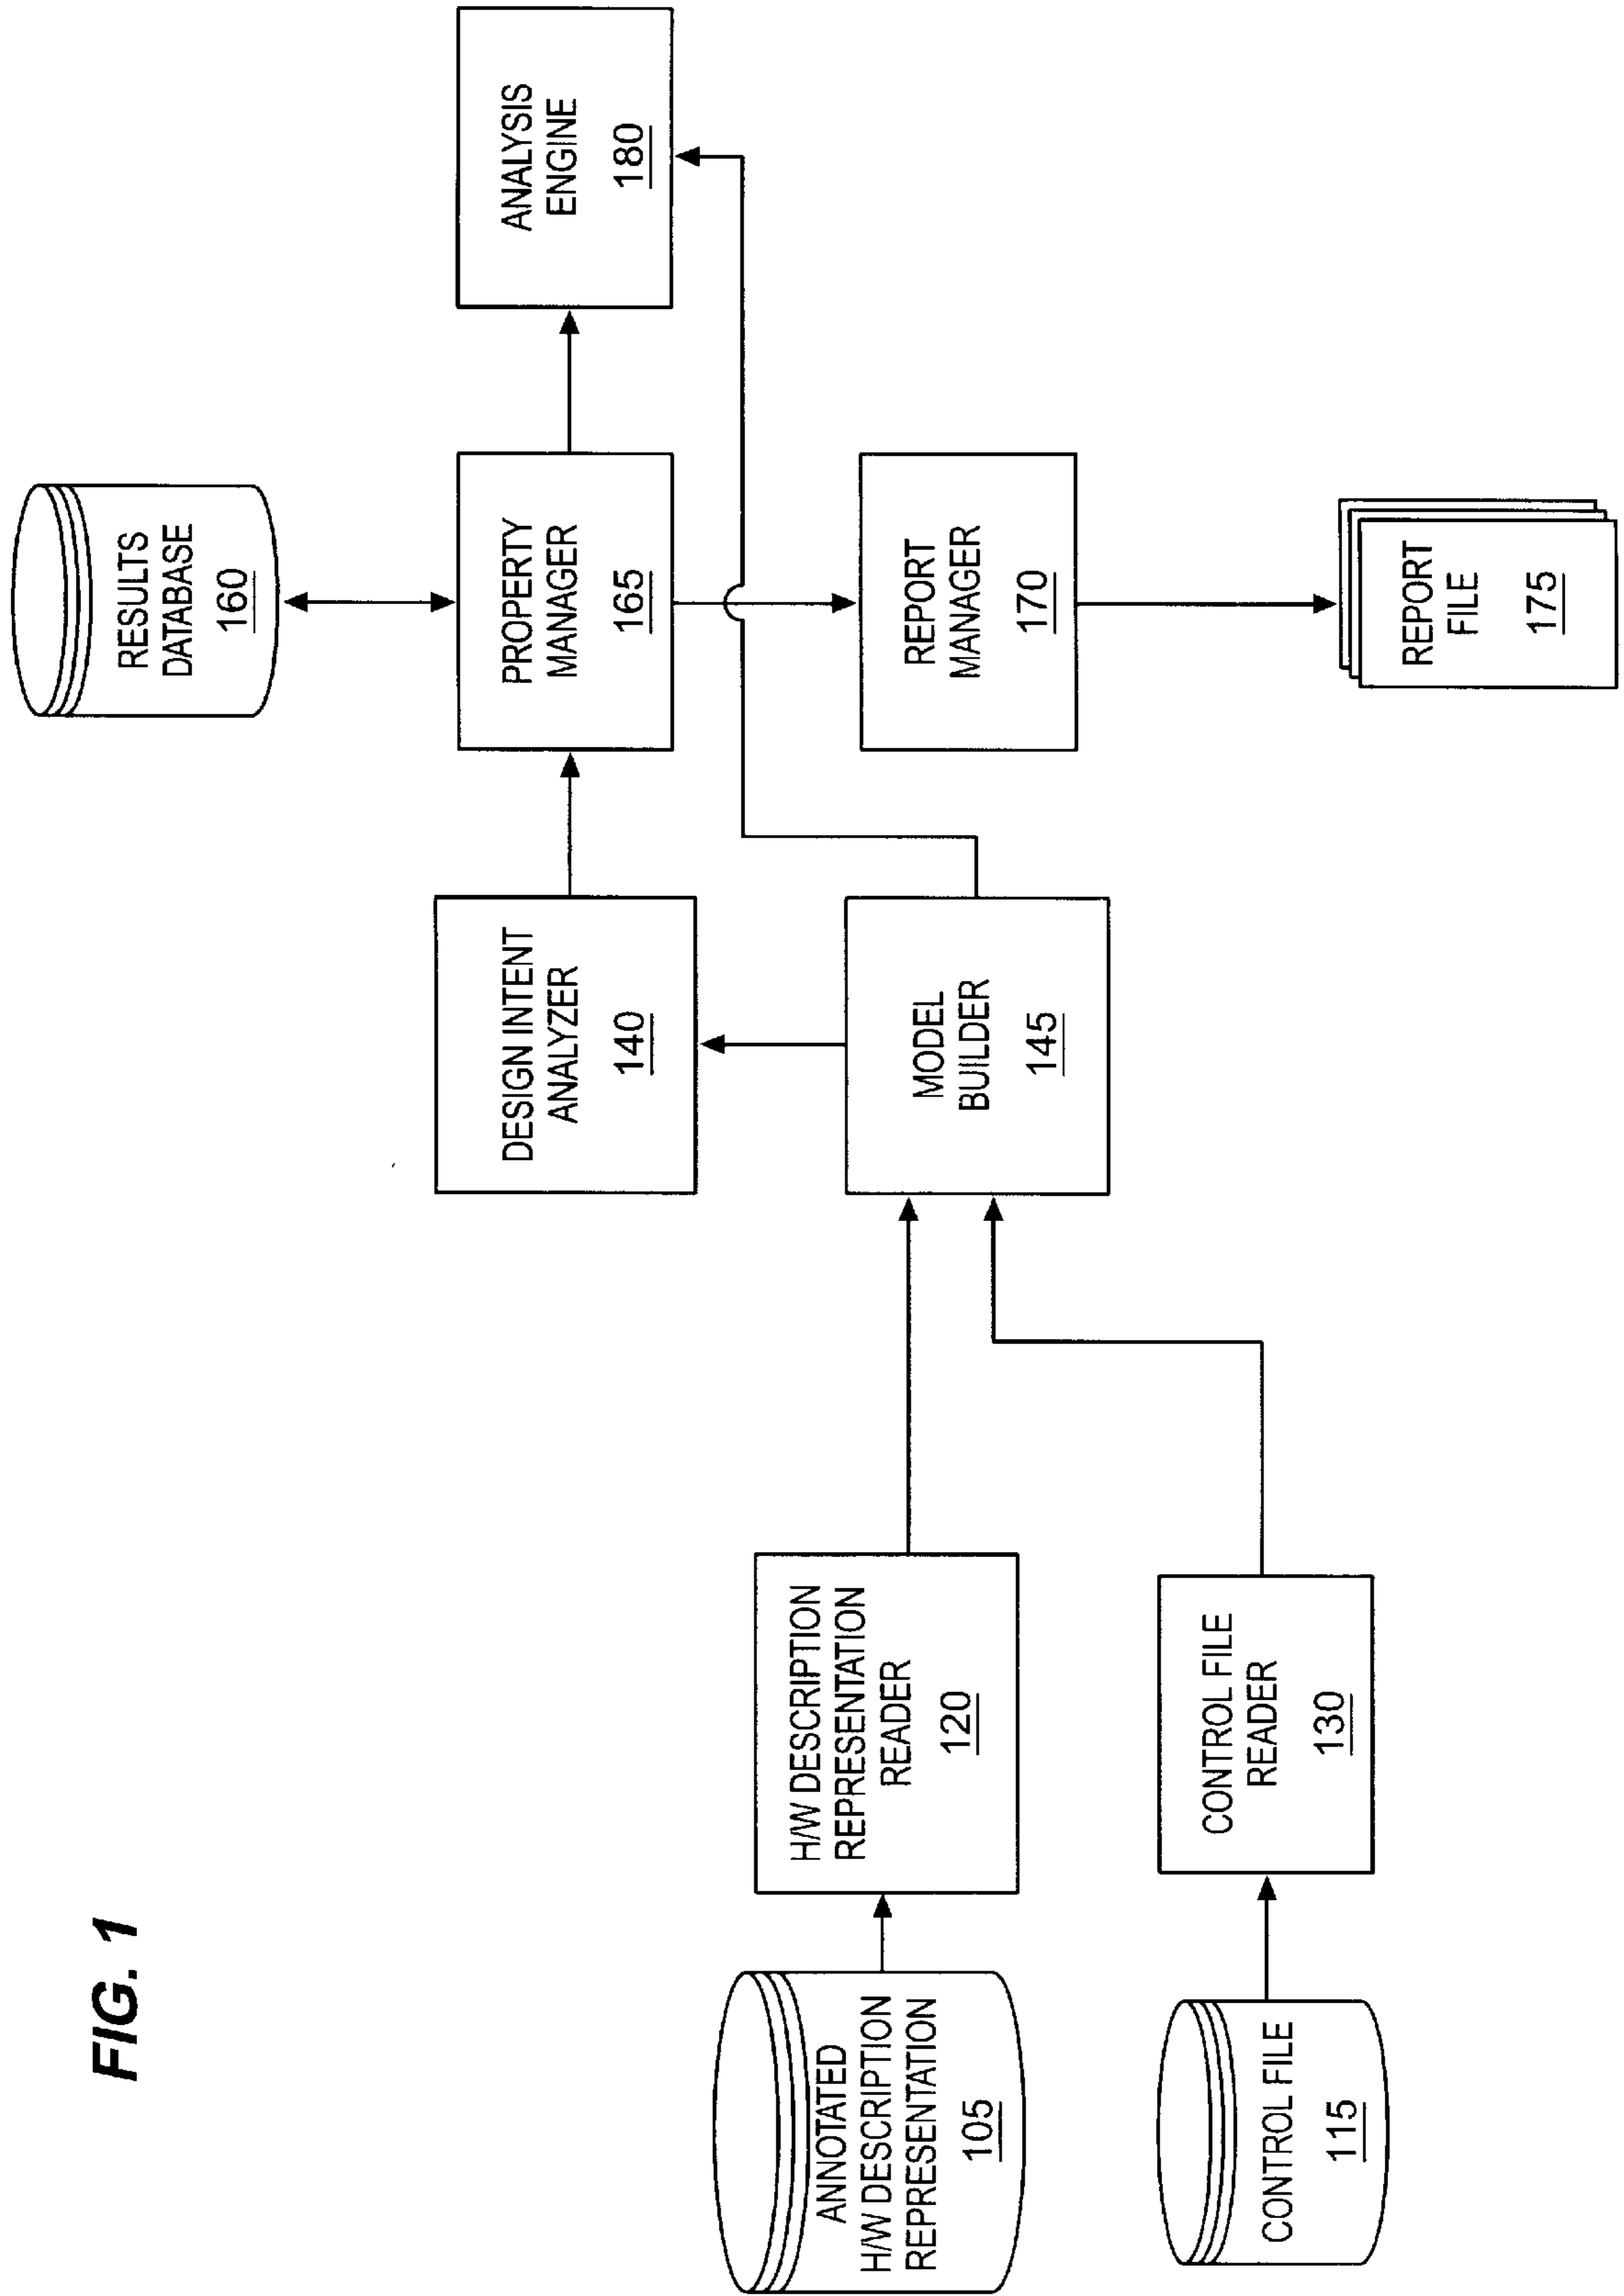 FIG. 1
ANNOTATED
H/W DESCRIPTION
REPRESENTATION
105
H/W DESCRIPTION
REPRESENTATION
READER
120
CONTROL FILE
115
CONTROL FILE
READER
130
DESIGN INTENT
ANALYZER
140
MODEL
BUILDER
145
RESULTS
DATABASE
160
PROPERTY
MANAGER
165
REPORT
MANAGER
170
REPORT
FILE
175
ANALYSIS
ENGINE
180